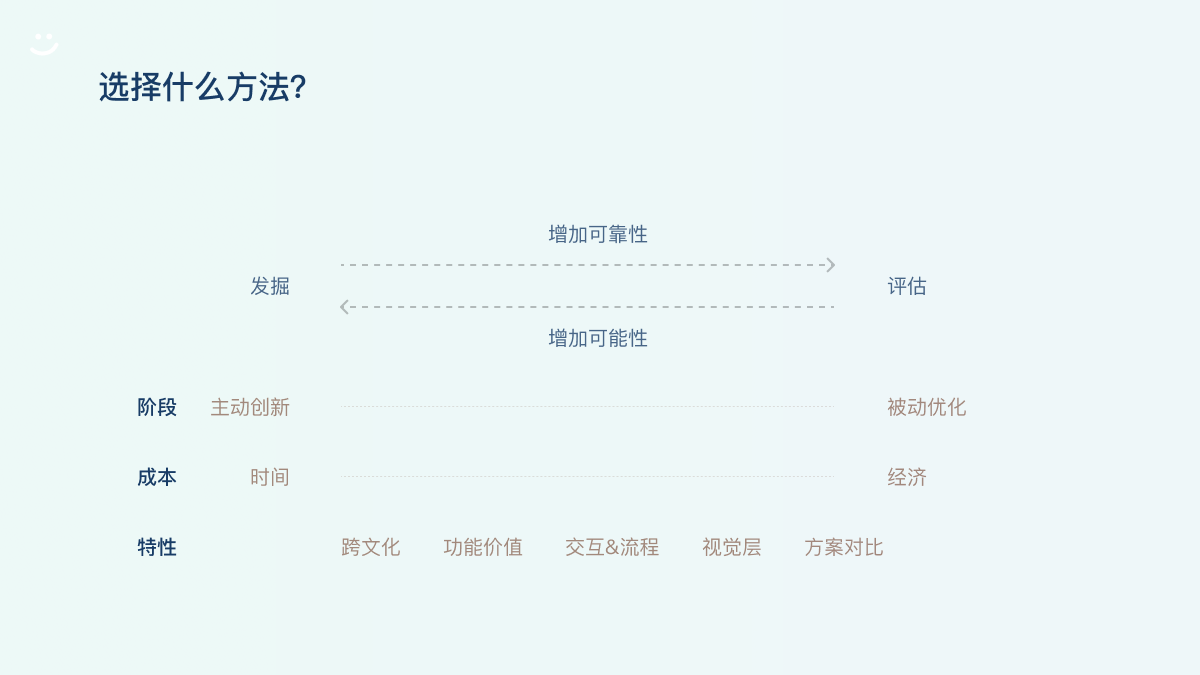 选择什么方法?
增加可靠性
发掘
评估
增加可能性
阶段 主动创新 被动优化
成本 时间 经济
特性 跨文化 功能价值 交互&流程 视觉层 方案对比